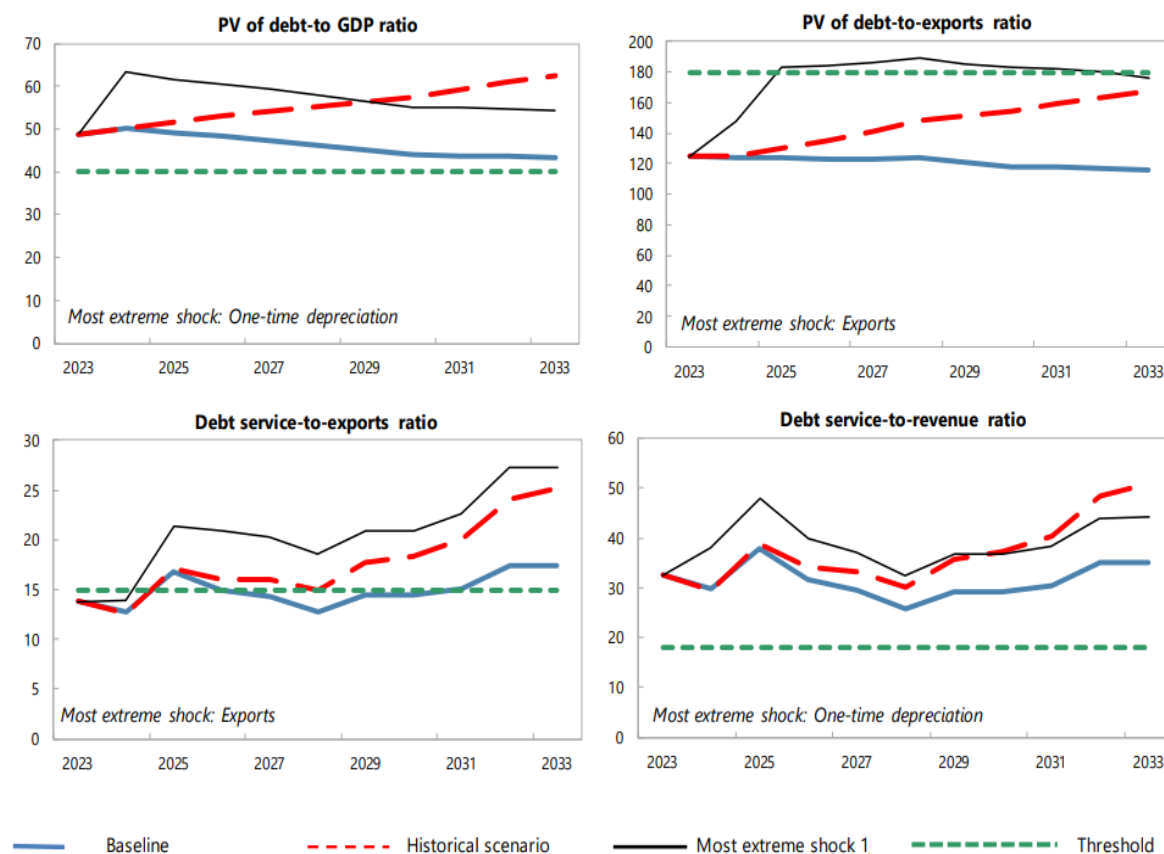 PV of debt-to GDP ratio
70
60
50
40
30
20
10
0
Most extreme shock: One-time depreciation
2023 2025 2027 2029 2031 2033
PV of debt-to-exports ratio
200
180
160
140
120
100
80
60
40
20
0
Most extreme shock: Exports
2023 2025 2027 2029 2031 2033
Debt service-to-exports ratio
30
25
20
15
10
5
0
Most extreme shock: Exports
2023 2025 2027 2029 2031 2033
Debt service-to-revenue ratio
60
50
40
30
20
10
0
Most extreme shock: One-time depreciation
2023 2025 2027 2029 2031 2033
Baseline Historical scenario Most extreme shock 1 Threshold